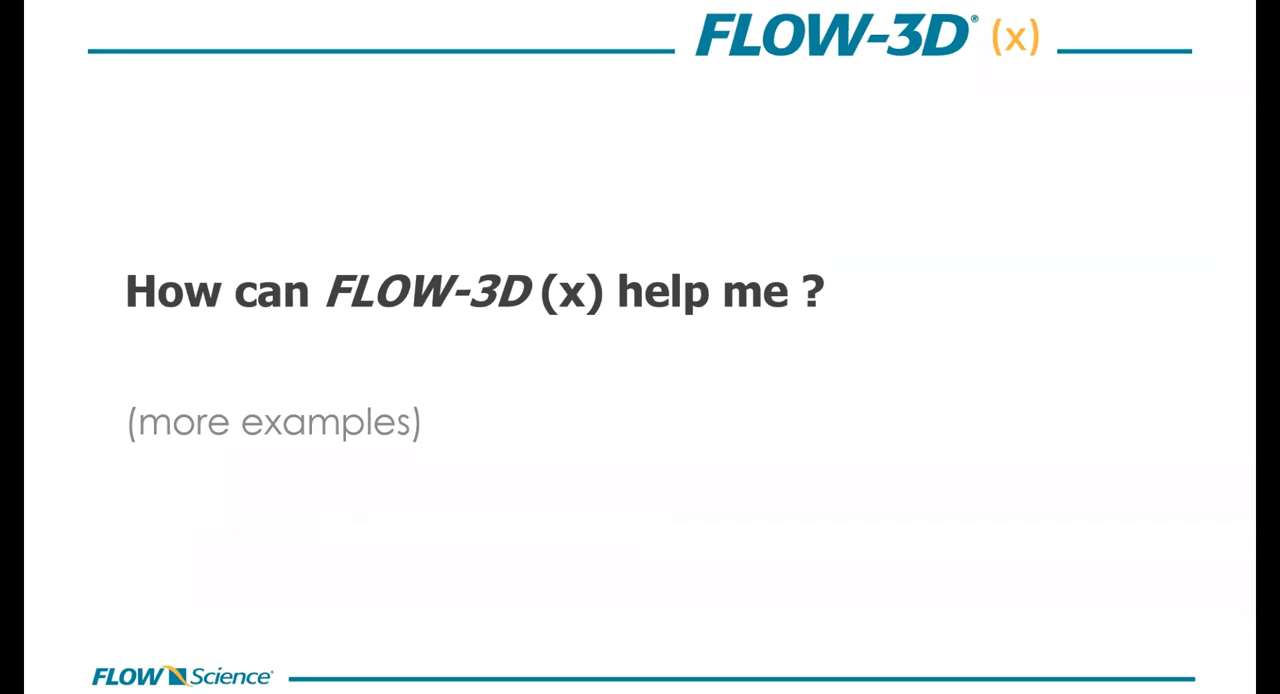 FLOW-3D® (x)
How can FLOW-3D (x) help me ?
(more examples)
FLOW Science®